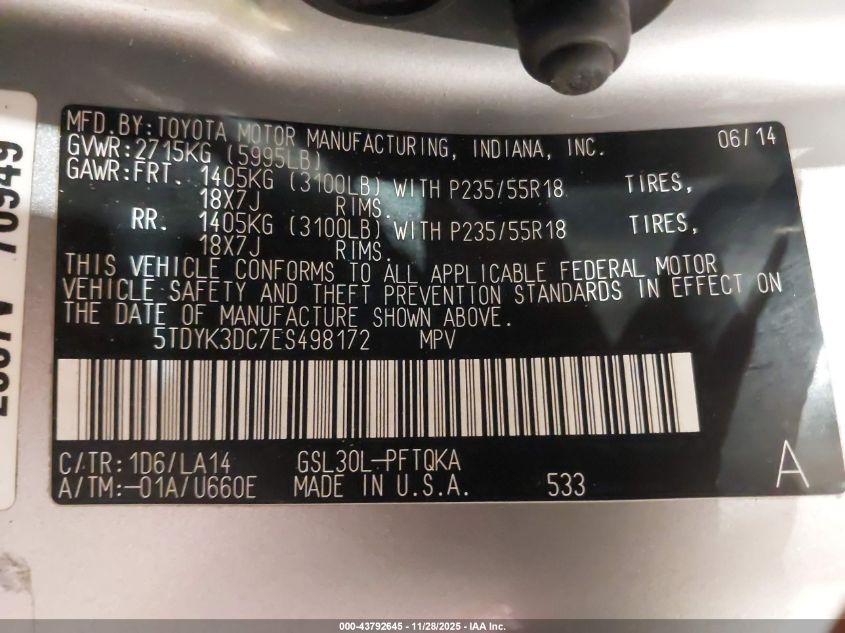 MFD.BY:TOYOTA MOTOR MANUFACTURING, INDIANA, INC. 06/14
GVWR:2715KG (5995LB)
GAWR:FRT. 1405KG (3100LB) WITH P235/55R18 TIRES,
18X7J RIMS.
RR. 1405KG (3100LB) WITH P235/55R18 TIRES,
18X7J RIMS.
THIS VEHICLE CONFORMS TO ALL APPLICABLE FEDERAL MOTOR
VEHICLE SAFETY AND THEFT PREVENTION STANDARDS IN EFFECT ON
THE DATE OF MANUFACTURE SHOWN ABOVE.
5TDYK3DC7ES498172 MPV
C/TR:1D6/LA14 GSL30L-PFTQKA A
A/TM:-01A/U660E MADE IN U.S.A. 533
70949
000-43792645 - 11/28/2025 - IAA Inc.